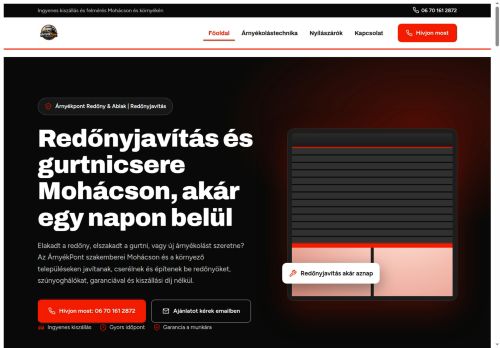 Ingyenes kiszállás és felmérés Mohácson és környékén
06 70 161 2872
Főoldal
Árnyékolástechnika
Nyílászárók
Kapcsolat
Hívjon most
Árnyékpont Redőny & Ablak | Redőnyjavítás
Redőnyjavítás és
gurtnicsere
Mohácson, akár
egy napon belül
Elakadt a redőny, elszakadt a gurtni, vagy új árnyékolást szeretne?
Az ÁrnyékPont szakemberei Mohácson és a környező
településeken javítanak, cserélnek és építenek be redőnyöket,
szúnyoghálókat, garanciával és kiszállási díj nélkül.
Redőnyjavítás akár aznap
Hívjon most: 06 70 161 2872
Ajánlatot kérek emailben
Ingyenes kiszállás
Gyors időpont
Garancia a munkára